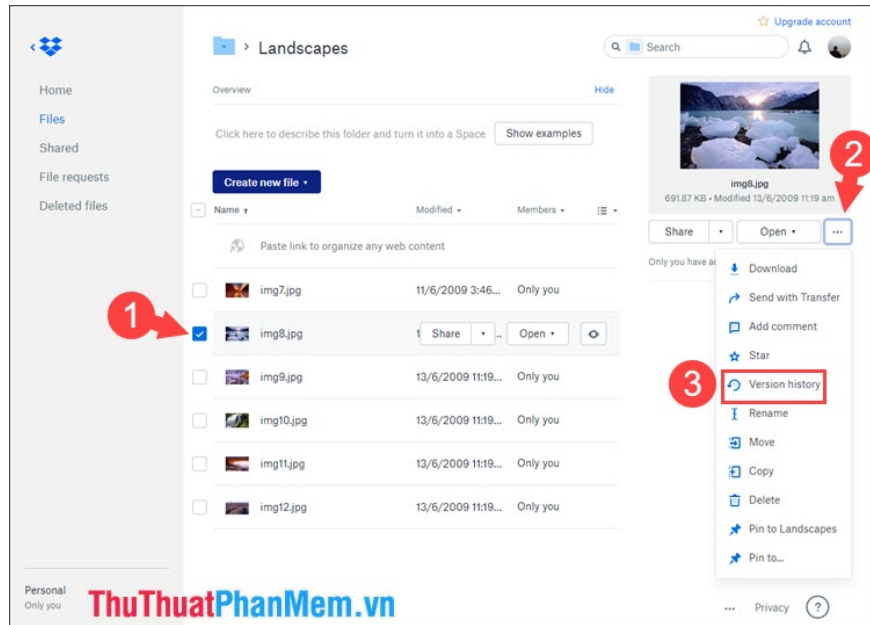 Upgrade account
Landscapes
Search
Home
Files
Shared
File requests
Deleted files
Overview
Hide
Click here to describe this folder and turn it into a Space
Show examples
Create new file
Name
Modified
Members
Paste link to organize any web content
img7.jpg 11/6/2009 3:46... Only you
1
img8.jpg 1 Share .. Open
img9.jpg 13/6/2009 11:19... Only you
img10.jpg 13/6/2009 11:19... Only you
img11.jpg 13/6/2009 11:19... Only you
img12.jpg 13/6/2009 11:19... Only you
2
img8.jpg
691.87 KB • Modified 13/6/2009 11:19 am
Share
Open
...
Only you have ac
Download
Send with Transfer
Add comment
Star
3
Version history
Rename
Move
Copy
Delete
Pin to Landscapes
Pin to...
Personal
Only you
ThuThuatPhanMem.vn
... Privacy ?